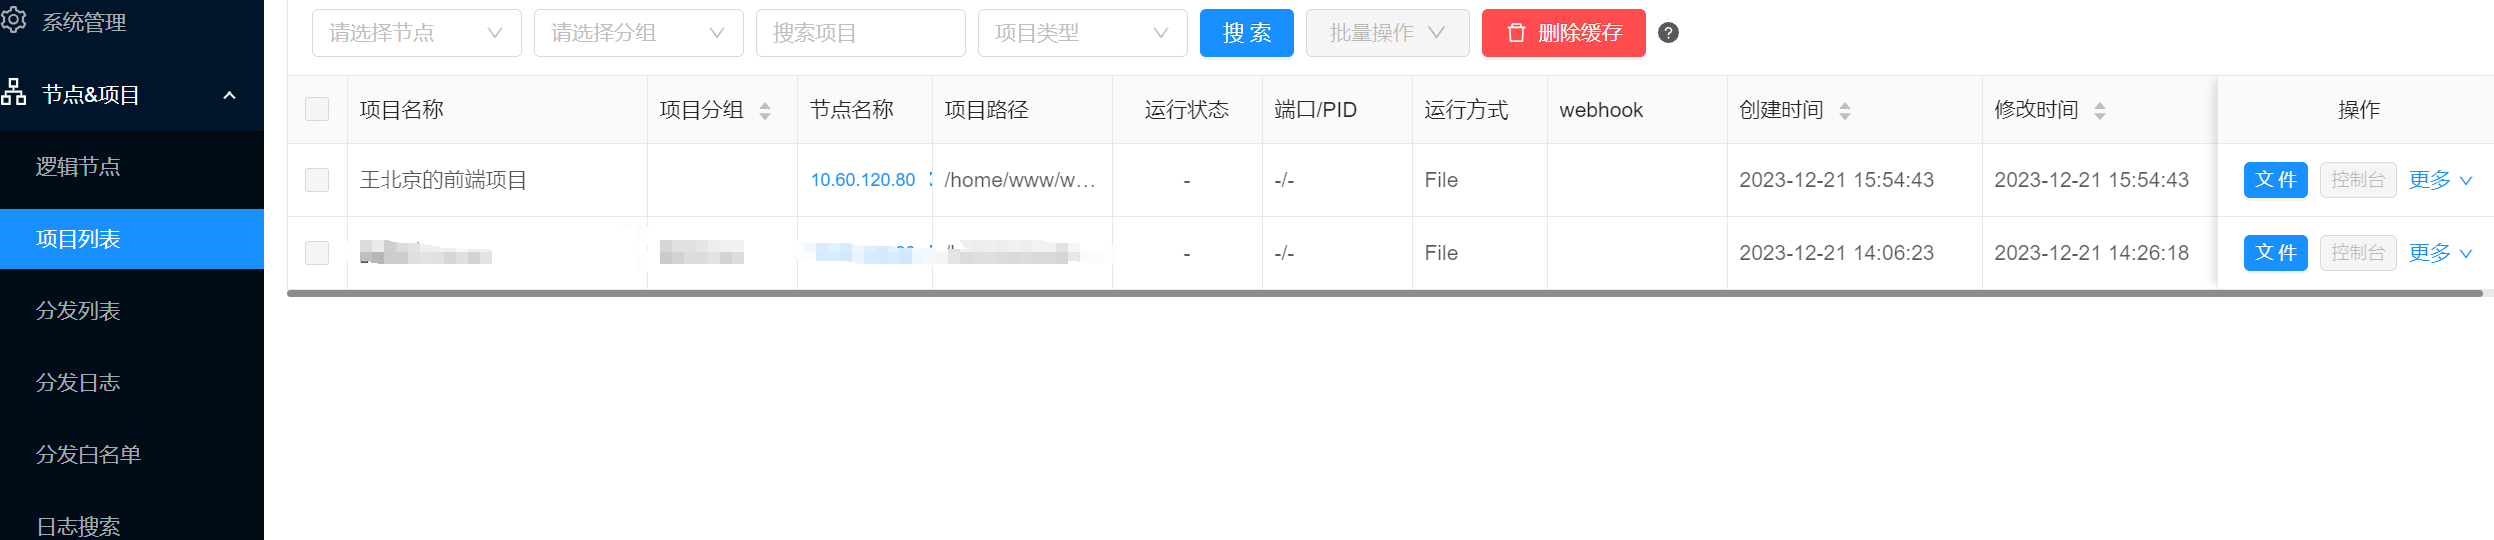 系统管理
节点&项目
逻辑节点
项目列表
分发列表
分发日志
分发白名单
日志搜索
请选择节点 请选择分组 搜索项目 项目类型 搜 索 批量操作 删除缓存 ?
项目名称 项目分组 节点名称 项目路径 运行状态 端口/PID 运行方式 webhook 创建时间 修改时间 操作
王北京的前端项目 10.60.120.80 /home/www/w... - -/- File 2023-12-21 15:54:43 2023-12-21 15:54:43 文 件 控制台 更多
- -/- File 2023-12-21 14:06:23 2023-12-21 14:26:18 文 件 控制台 更多